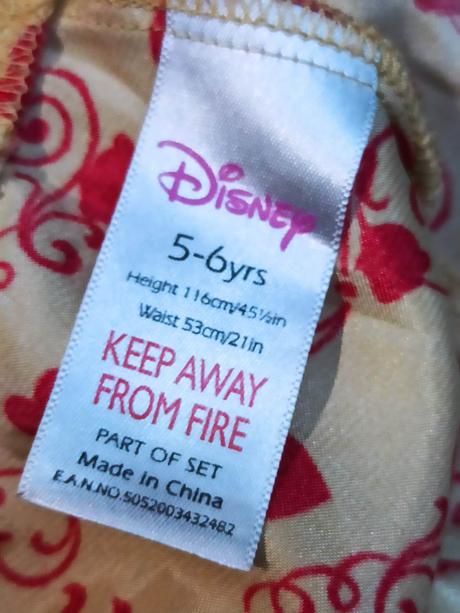 Disney
5-6yrs
Height 116cm/45½in
Waist 53cm/21in
KEEP AWAY
FROM FIRE
PART OF SET
Made in China
E.A.N.NO.5052003432482